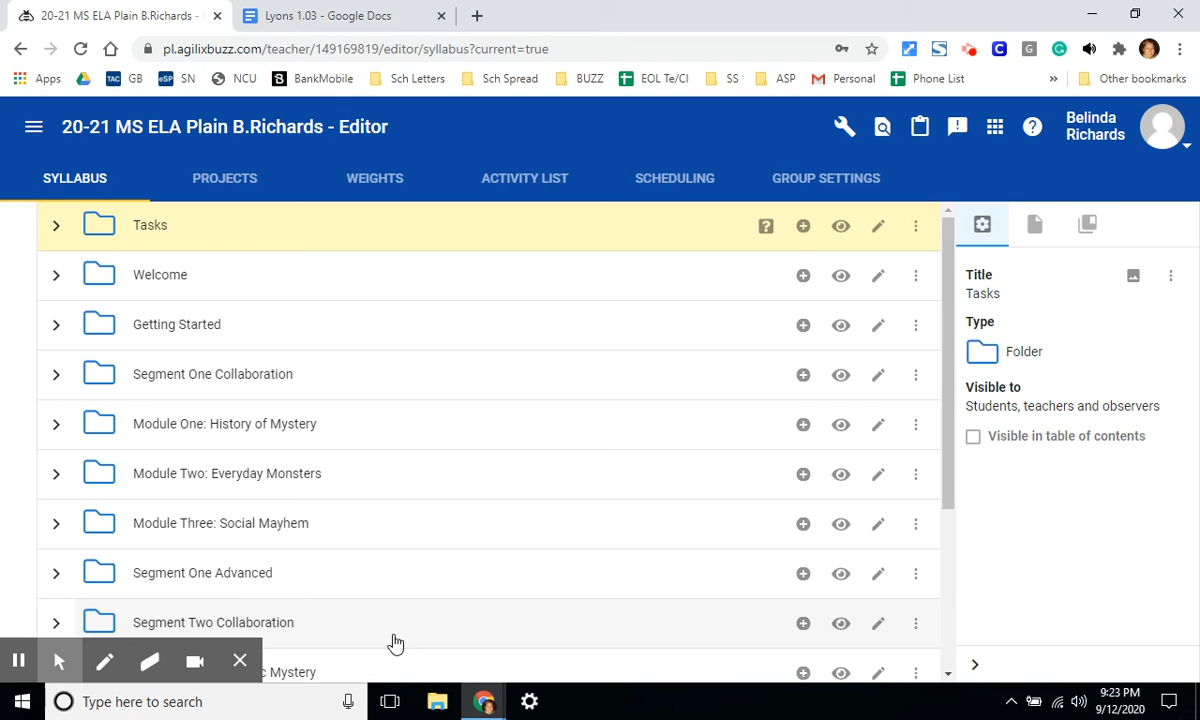 20-21 MS ELA Plain B.Richards -
Lyons 1.03 - Google Docs
pl.agilixbuzz.com/teacher/149169819/editor/syllabus?current=true
Apps
TAC GB
eSP SN
NCU
B BankMobile
Sch Letters
Sch Spread
BUZZ
EOL Te/CI
SS
ASP
Personal
Phone List
»
Other bookmarks
20-21 MS ELA Plain B.Richards - Editor
Belinda
Richards
SYLLABUS
PROJECTS
WEIGHTS
ACTIVITY LIST
SCHEDULING
GROUP SETTINGS
Tasks
Welcome
Getting Started
Segment One Collaboration
Module One: History of Mystery
Module Two: Everyday Monsters
Module Three: Social Mayhem
Segment One Advanced
Segment Two Collaboration
c Mystery
Title
Tasks
Type
Folder
Visible to
Students, teachers and observers
Visible in table of contents
Type here to search
9:23 PM
9/12/2020